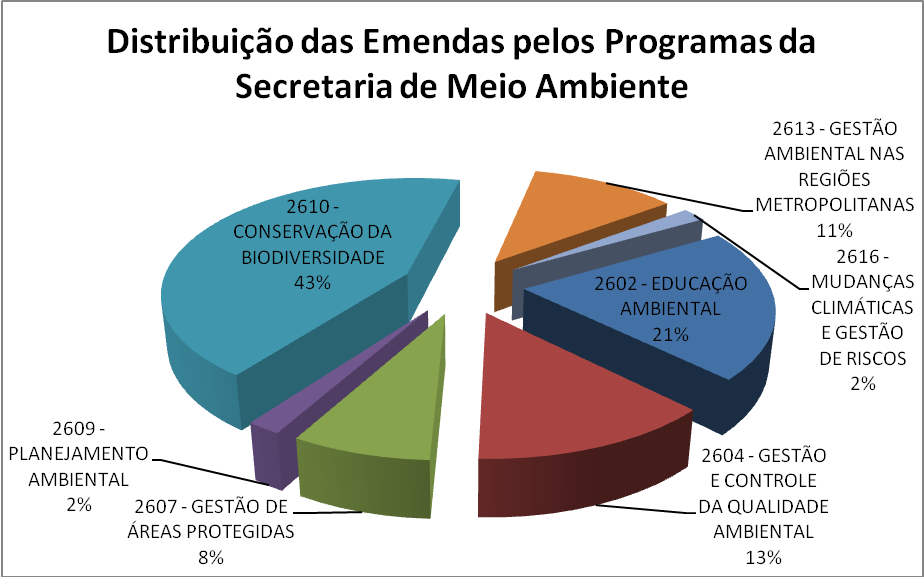 Distribuição das Emendas pelos Programas da
Secretaria de Meio Ambiente
2613 - GESTÃO
AMBIENTAL NAS
REGIÕES
METROPOLITANAS
11%
2616 -
MUDANÇAS
CLIMÁTICAS
E GESTÃO
DE RISCOS
2%
2602 - EDUCAÇÃO
AMBIENTAL
21%
2604 - GESTÃO
E CONTROLE
DA QUALIDADE
AMBIENTAL
13%
2607 - GESTÃO DE
ÁREAS PROTEGIDAS
8%
2609 -
PLANEJAMENTO
AMBIENTAL
2%
2610 -
CONSERVAÇÃO DA
BIODIVERSIDADE
43%